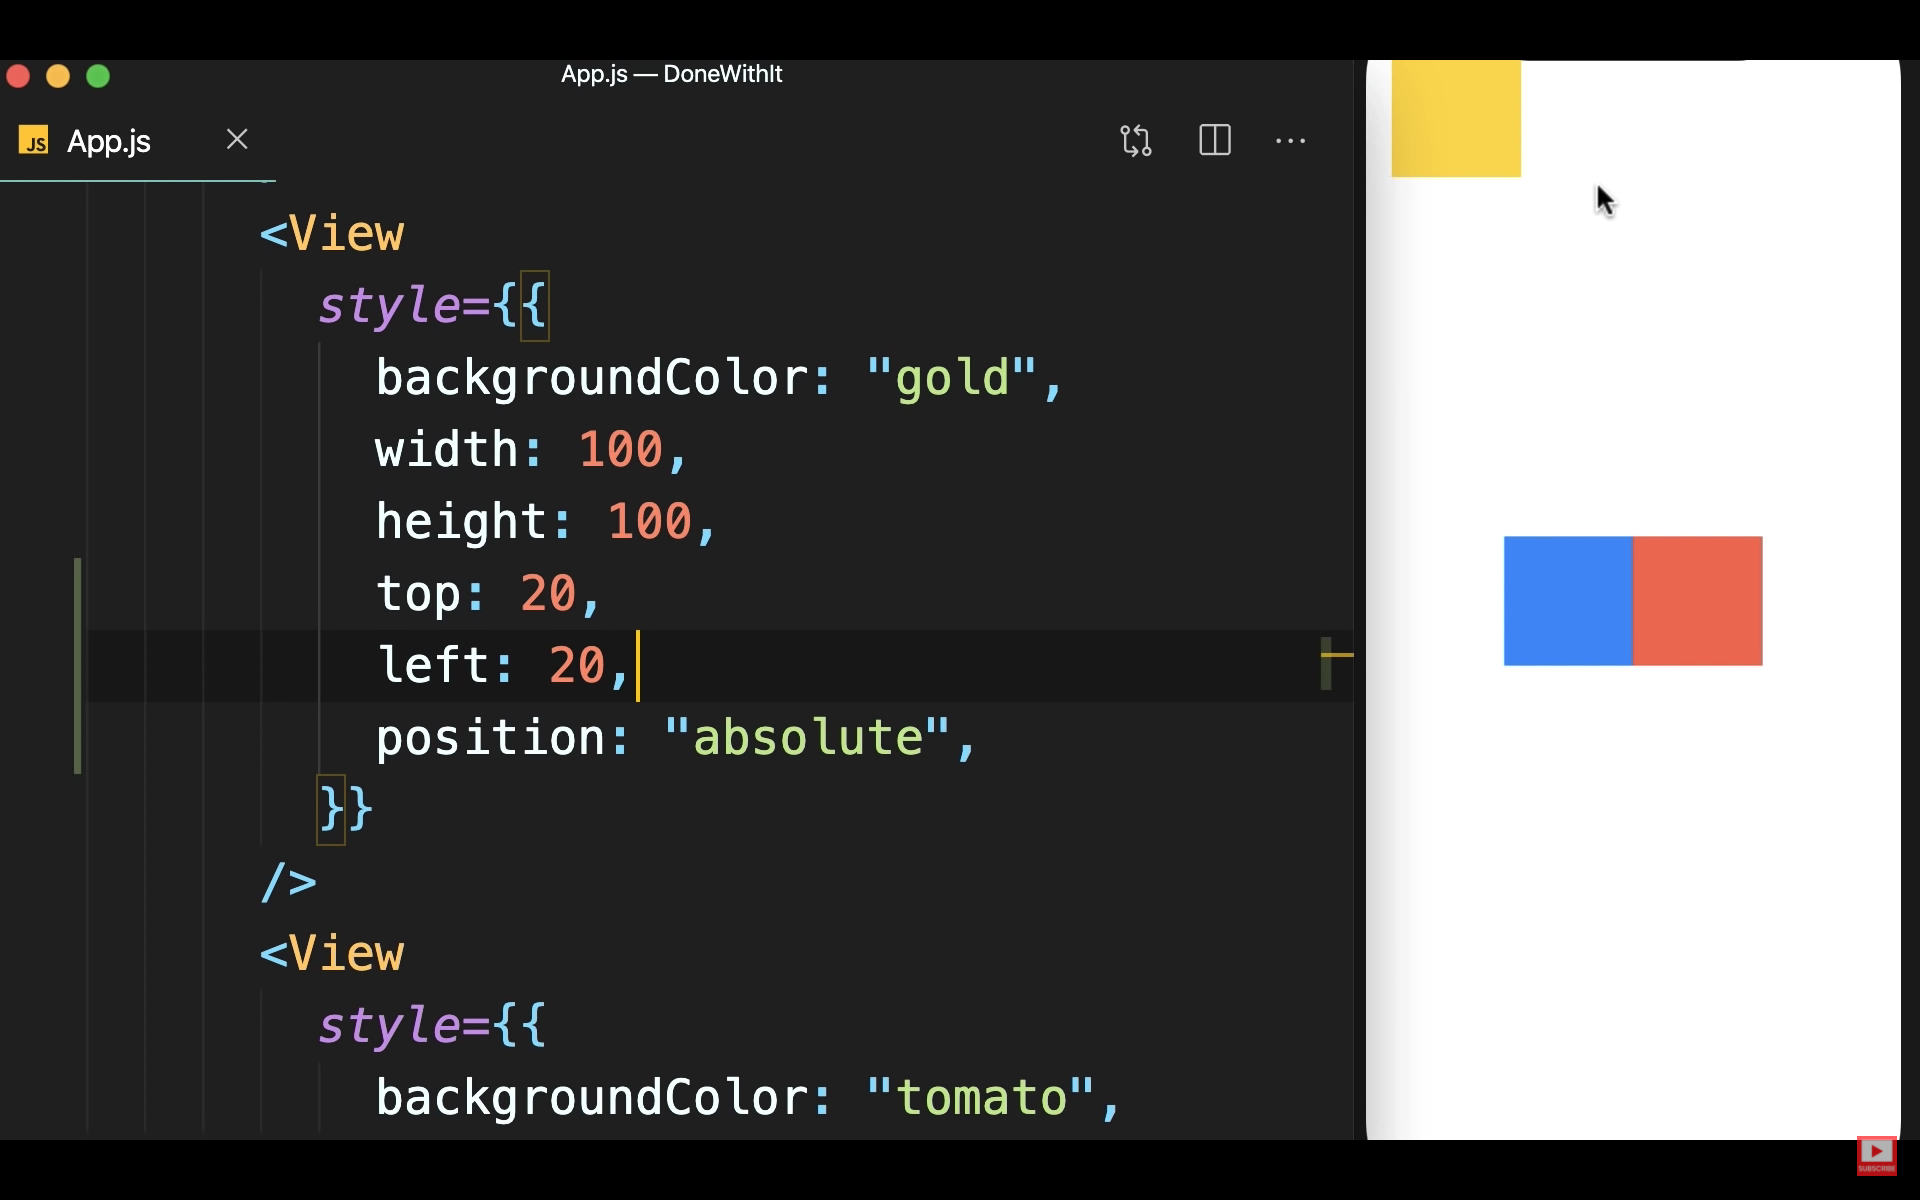 App.js — DoneWithIt
JS App.js
<View
style={{
backgroundColor: "gold",
width: 100,
height: 100,
top: 20,
left: 20,
position: "absolute",
}}
/>
<View
style={{
backgroundColor: "tomato",
SUBSCRIBE